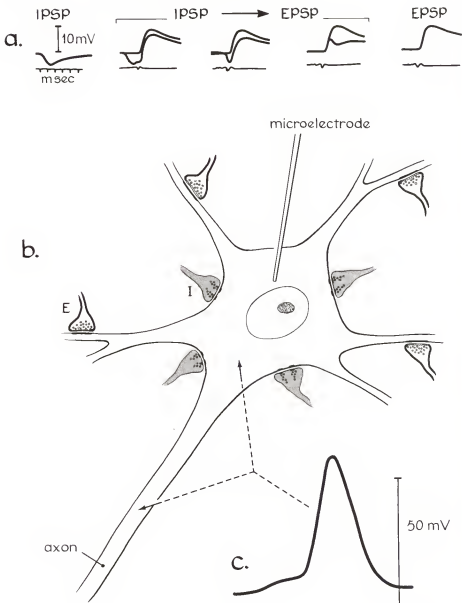 IPSP IPSP → EPSP EPSP
a.
10mV
msec
microelectrode
b.
I
E
axon
c.
50 mV